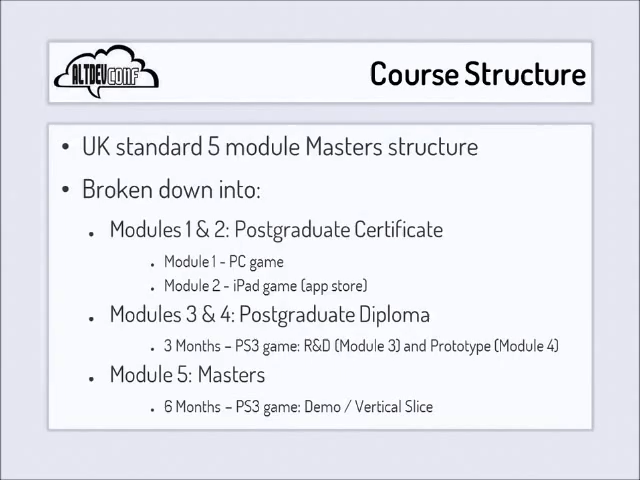 ALTDEVCONF
Course Structure
• UK standard 5 module Masters structure
• Broken down into:
• Modules 1 & 2: Postgraduate Certificate
• Module 1 - PC game
• Module 2 - iPad game (app store)
• Modules 3 & 4: Postgraduate Diploma
• 3 Months – PS3 game: R&D (Module 3) and Prototype (Module 4)
• Module 5: Masters
• 6 Months – PS3 game: Demo / Vertical Slice